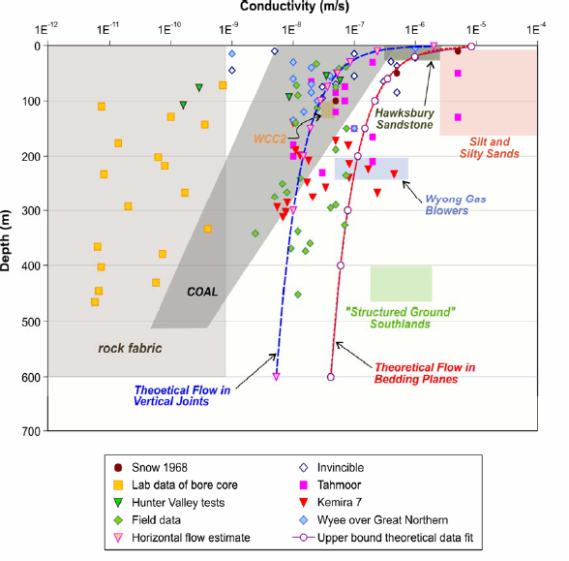 Conductivity (m/s)
1E-12 1E-11 1E-10 1E-9 1E-8 1E-7 1E-6 1E-5 1E-4
Depth (m)
0
100
200
300
400
500
600
700
WCC2
Hawksbury
Sandstone
Silt and
Silty Sands
Wyong Gas
Blowers
COAL
"Structured Ground"
Southlands
rock fabric
Theoetical Flow in
Vertical Joints
Theoretical Flow in
Bedding Planes
Snow 1968
Lab data of bore core
Hunter Valley tests
Field data
Horizontal flow estimate
Invincible
Tahmoor
Kemira 7
Wyee over Great Northern
Upper bound theoretical data fit